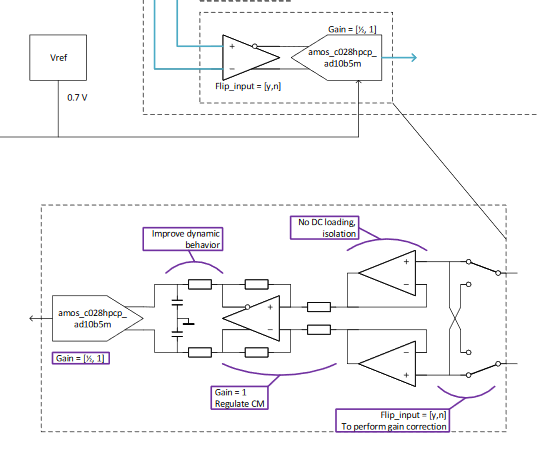 Gain = [½, 1]
Vref
+
−
amos_c028hpcp_
ad10b5m
Flip_input = [y,n]
0.7 V
No DC loading,
isolation
Improve dynamic
behavior
+
−
amos_c028hpcp_
ad10b5m
+
−
Gain = [½, 1]
−
+
Gain = 1
Regulate CM
Flip_input = [y,n]
To perform gain correction